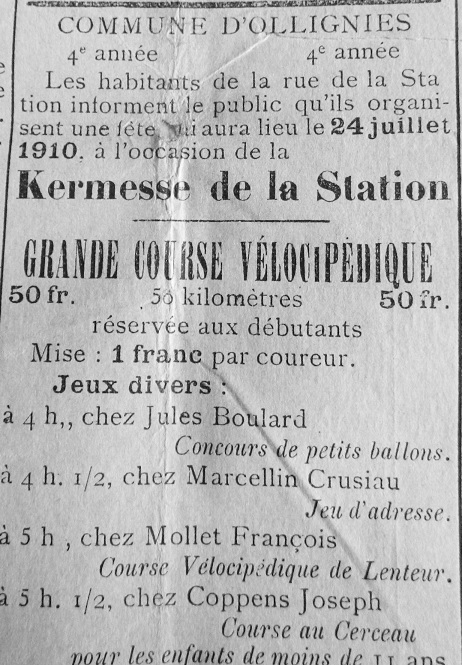 COMMUNE D'OLLIGNIES
4e année 4e année
Les habitants de la rue de la Sta
tion informent le public qu'ils organi-
sent une fête qui aura lieu le 24 juillet
1910, à l'occasion de la
Kermesse de la Station
GRANDE COURSE VÉLOCIPÉDIQUE
50 fr. 50 kilomètres 50 fr.
réservée aux débutants
Mise : 1 franc par coureur.
Jeux divers :
à 4 h,, chez Jules Boulard
Concours de petits ballons.
à 4 h. 1/2, chez Marcellin Crusiau
Jeu d'adresse.
à 5 h , chez Mollet François
Course Vélocipédique de Lenteur.
à 5 h. 1/2, chez Coppens Joseph
Course au Cerceau
pour les enfants de moins de 11 ans